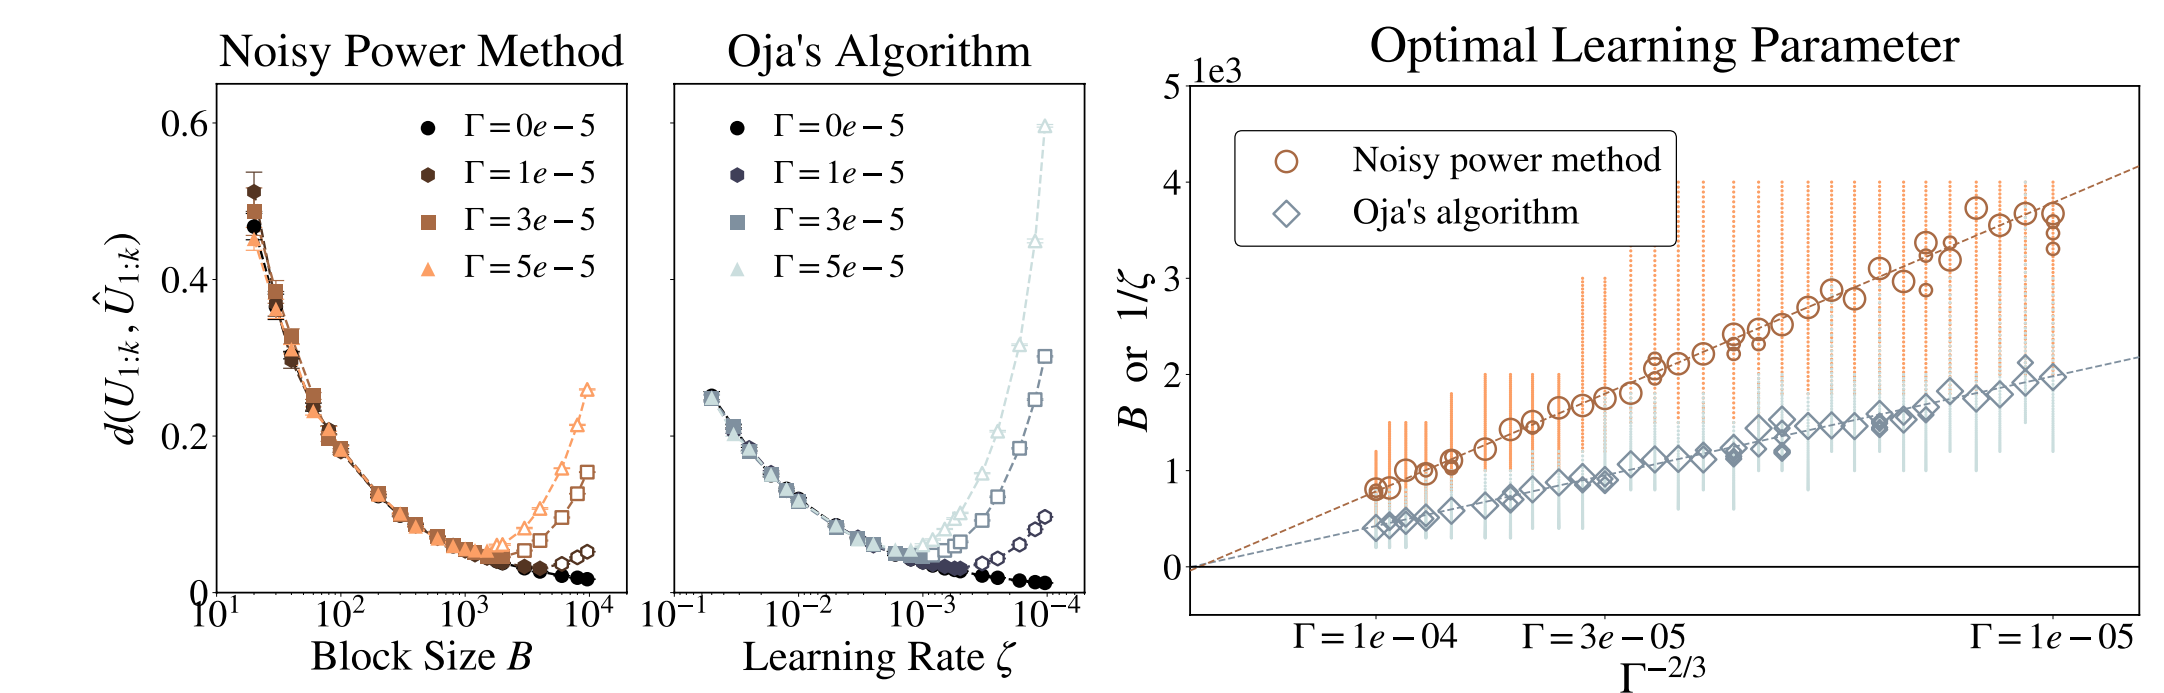 Noisy Power Method
d(U_{1:k}, Û_{1:k})
0.6
0.4
0.2
0
Γ = 0e − 5
Γ = 1e − 5
Γ = 3e − 5
Γ = 5e − 5
10^1
10^2
10^3
10^4
Block Size B
Oja's Algorithm
Γ = 0e − 5
Γ = 1e − 5
Γ = 3e − 5
Γ = 5e − 5
10^{−1}
10^{−2}
10^{−3}
10^{−4}
Learning Rate ζ
Optimal Learning Parameter
1e3
B or 1/ζ
5
4
3
2
1
0
Noisy power method
Oja's algorithm
Γ = 1e − 04
Γ = 3e − 05
Γ = 1e − 05
Γ^{−2/3}